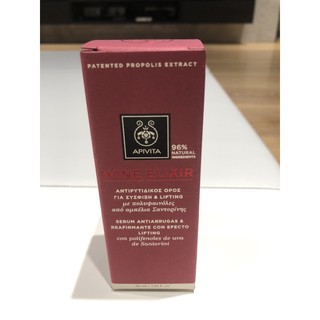 PATENTED PROPOLIS EXTRACT
APIVITA
96%
NATURAL
INGREDIENTS
WINE ELIXIR
ΑΝΤΙΡΥΤΙΔΙΚΟΣ ΟΡΟΣ
ΓΙΑ ΣΥΣΦΙΞΗ & LIFTING
με πολυφαινόλες
από αμπέλια Σαντορίνης
SERUM ANTIARRUGAS &
REAFIRMANTE CON EFECTO
LIFTING
con polifenoles de uva
de Santorini